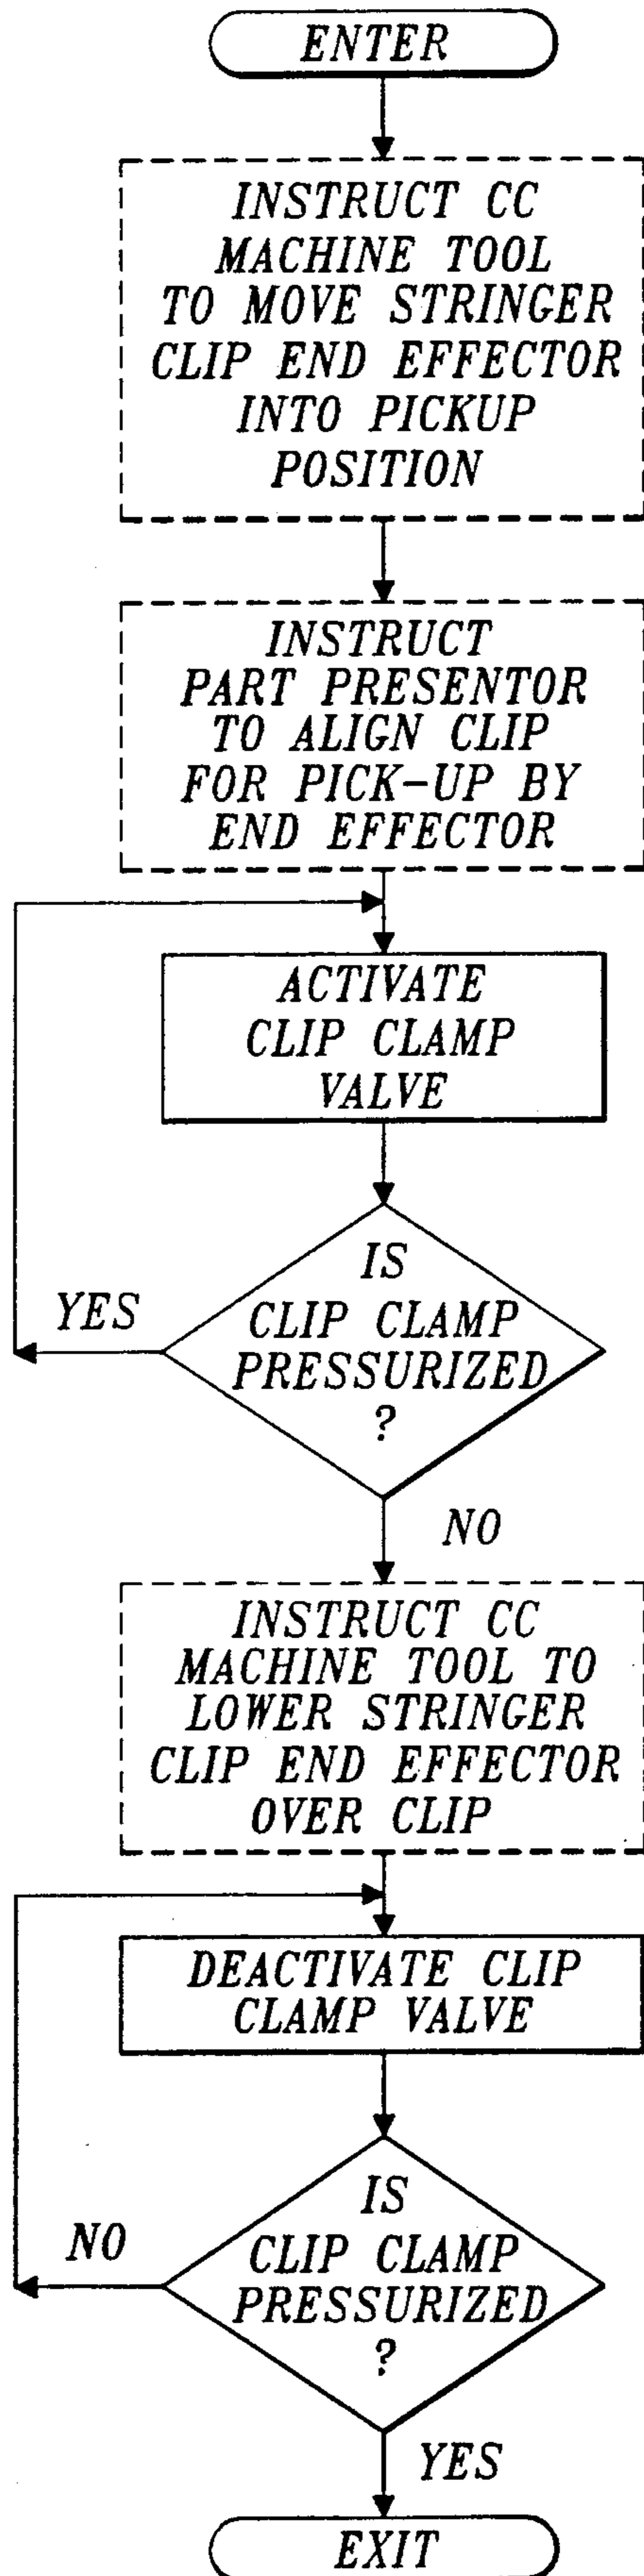 ENTER
INSTRUCT CC
MACHINE TOOL
TO MOVE STRINGER
CLIP END EFFECTOR
INTO PICKUP
POSITION
INSTRUCT
PART PRESENTOR
TO ALIGN CLIP
FOR PICK-UP BY
END EFFECTOR
ACTIVATE
CLIP CLAMP
VALVE
IS
CLIP CLAMP
PRESSURIZED
?
YES
NO
INSTRUCT CC
MACHINE TOOL TO
LOWER STRINGER
CLIP END EFFECTOR
OVER CLIP
DEACTIVATE CLIP
CLAMP VALVE
IS
CLIP CLAMP
PRESSURIZED
?
NO
YES
EXIT